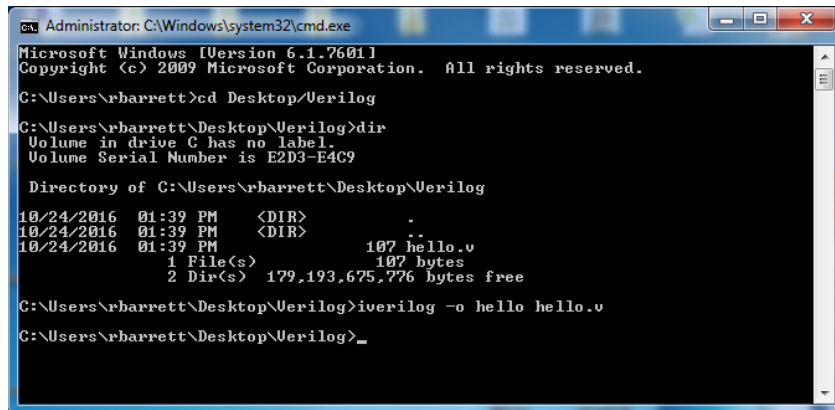 Administrator: C:\Windows\system32\cmd.exe
Microsoft Windows [Version 6.1.7601]
Copyright (c) 2009 Microsoft Corporation.  All rights reserved.
C:\Users\rbarrett>cd Desktop/Verilog
C:\Users\rbarrett\Desktop\Verilog>dir
Volume in drive C has no label.
Volume Serial Number is E2D3-E4C9
Directory of C:\Users\rbarrett\Desktop\Verilog
10/24/2016  01:39 PM    <DIR>          .
10/24/2016  01:39 PM    <DIR>          ..
10/24/2016  01:39 PM               107 hello.v
1 File(s)            107 bytes
2 Dir(s)  179,193,675,776 bytes free
C:\Users\rbarrett\Desktop\Verilog>iverilog -o hello hello.v
C:\Users\rbarrett\Desktop\Verilog>_